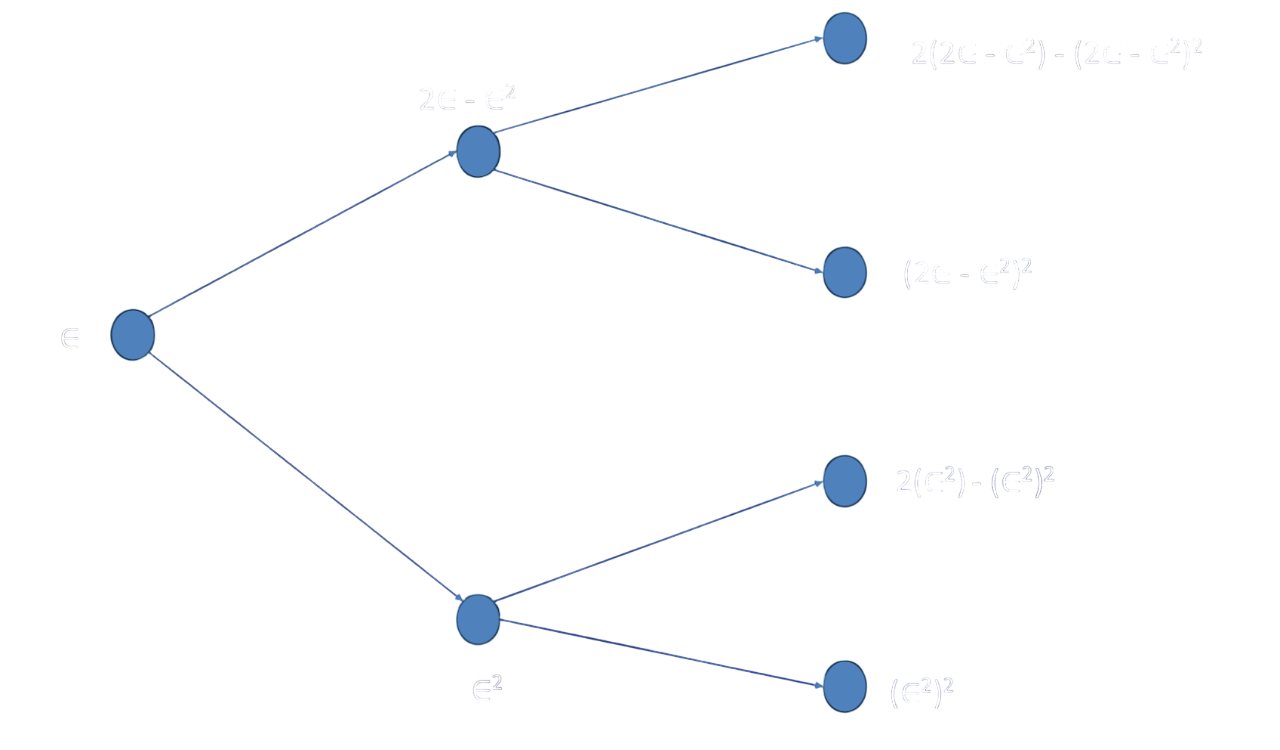 2(2∈ - ∈²) - (2∈ - ∈²)²
2∈ - ∈²
(2∈ - ∈²)²
∈
2(∈²) - (∈²)²
∈²
(∈²)²